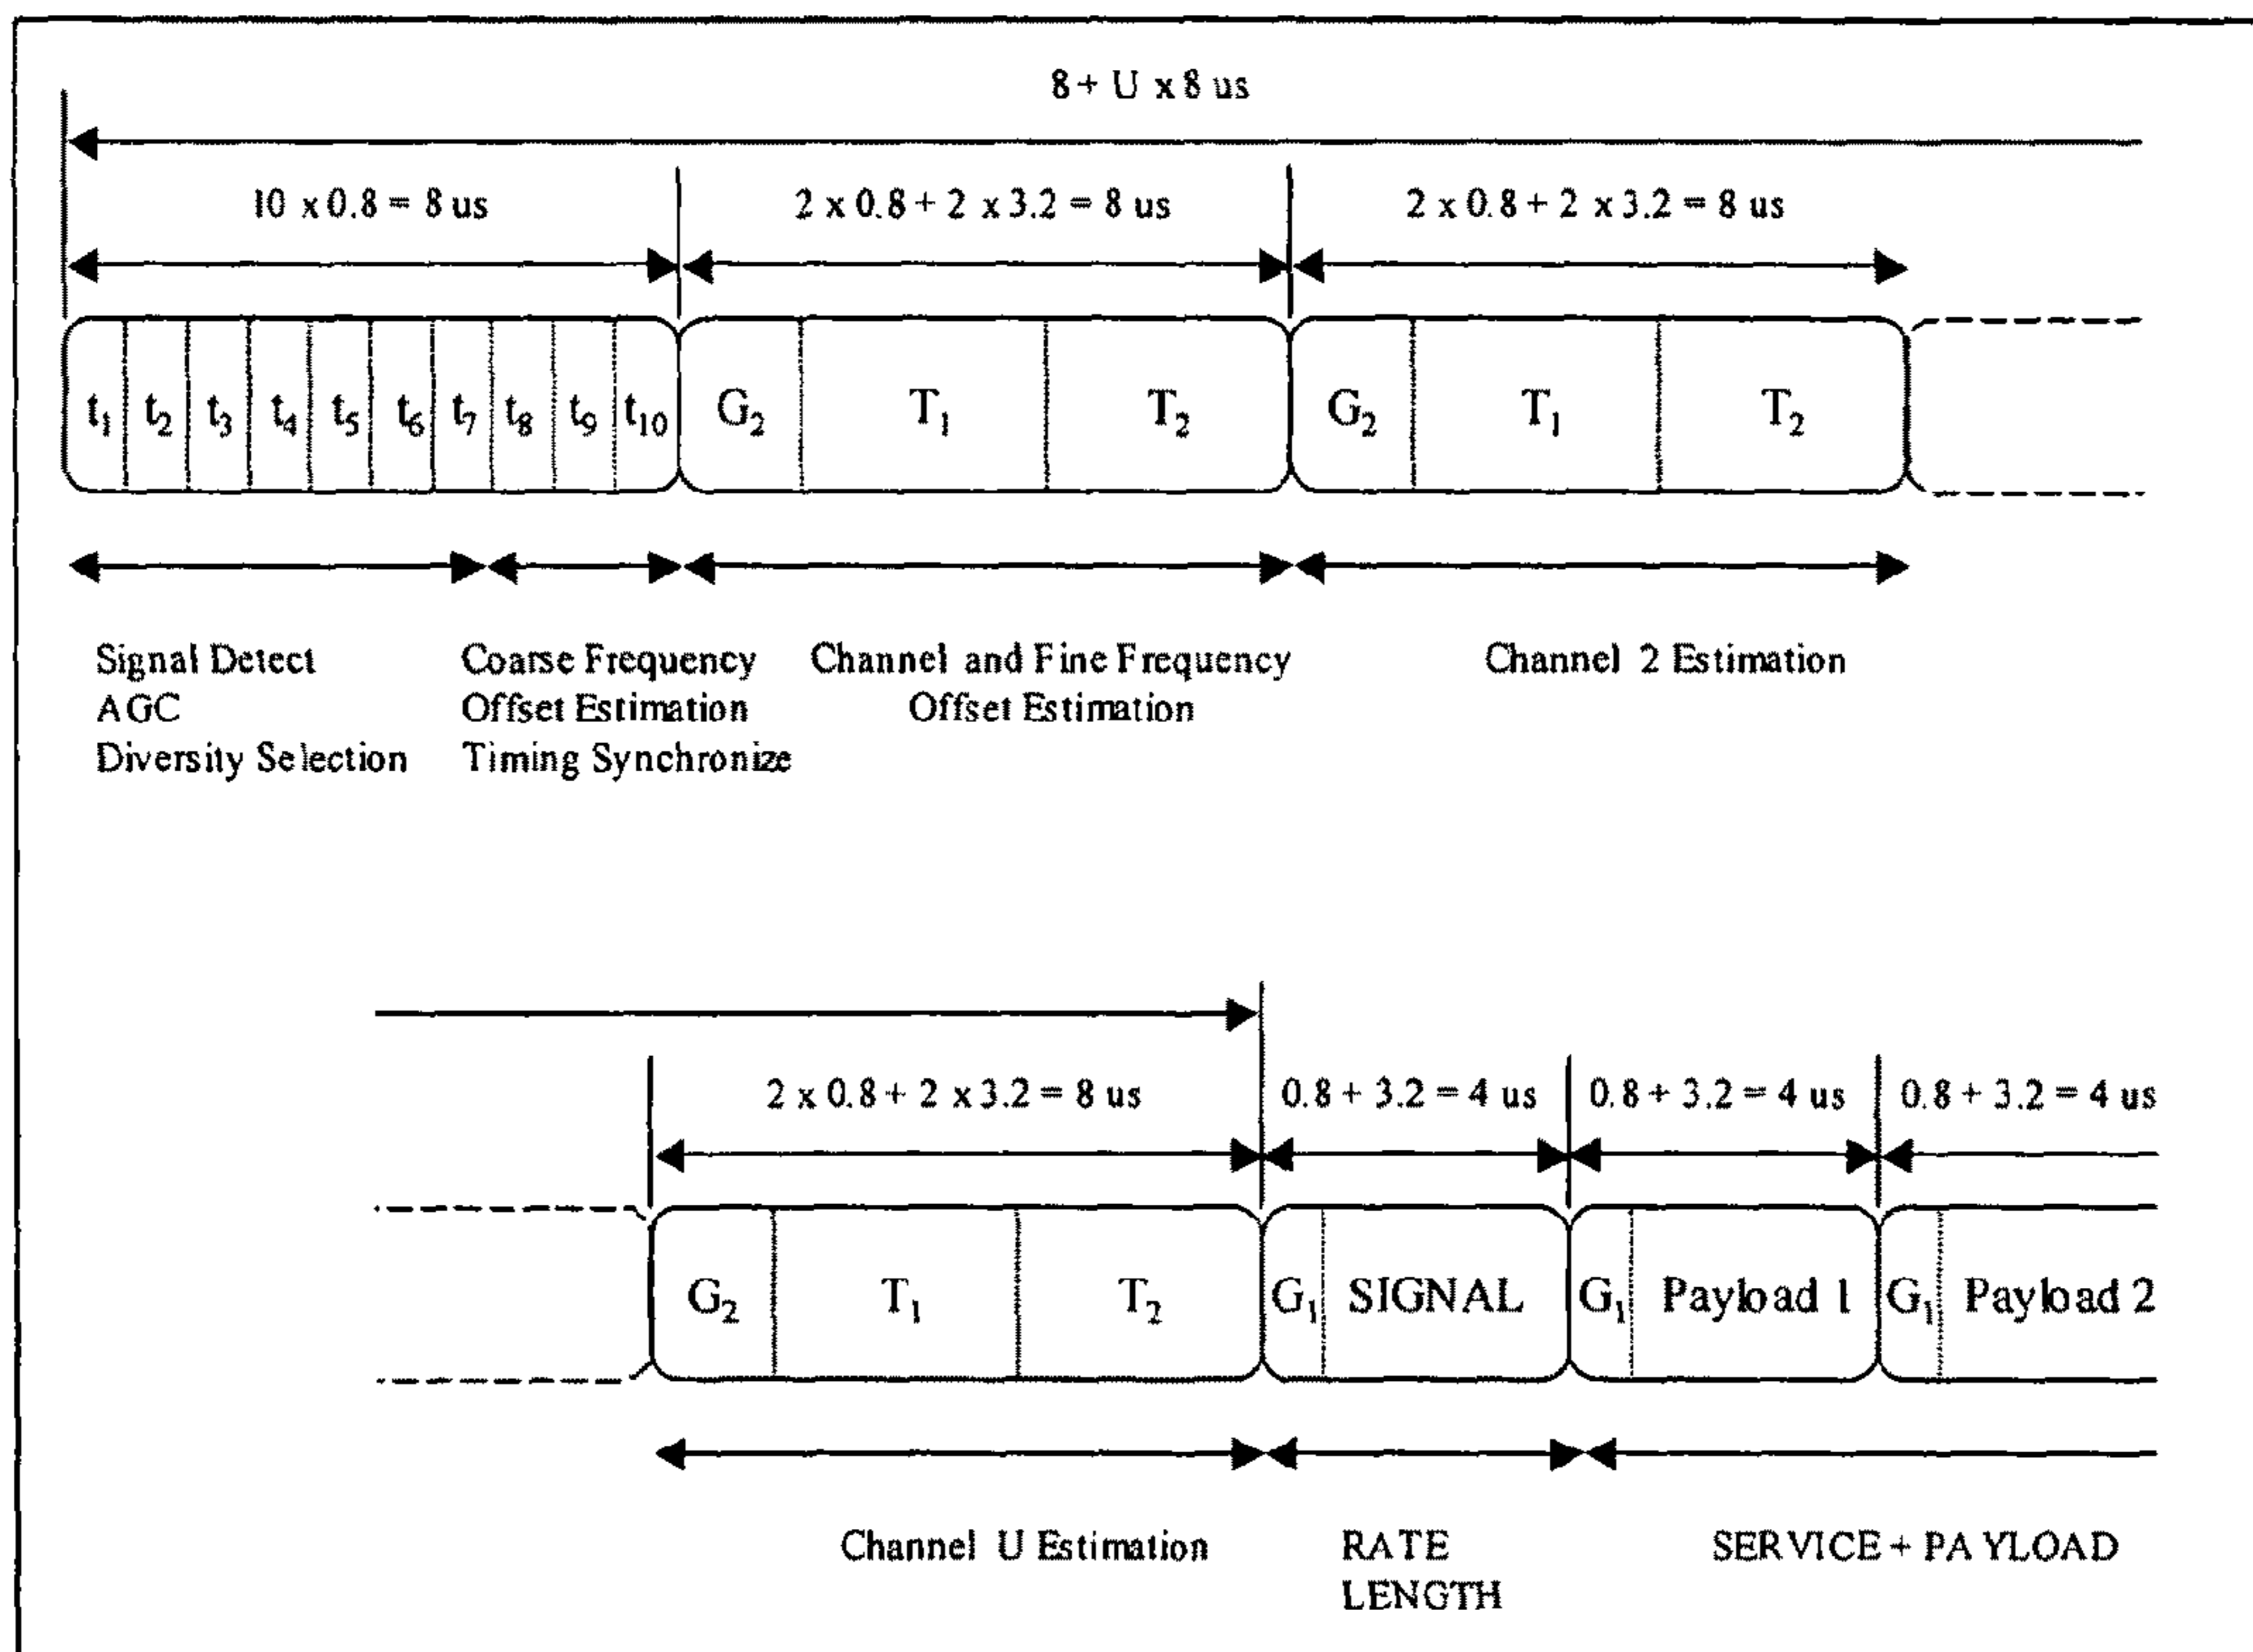 8 + U x 8 us
10 x 0.8 = 8 us
2 x 0.8 + 2 x 3.2 = 8 us
2 x 0.8 + 2 x 3.2 = 8 us
t1 t2 t3 t4 t5 t6 t7 t8 t9 t10 G2 T1 T2 G2 T1 T2
Signal Detect
AGC
Diversity Selection
Coarse Frequency
Offset Estimation
Timing Synchronize
Channel and Fine Frequency
Offset Estimation
Channel 2 Estimation
2 x 0.8 + 2 x 3.2 = 8 us
0.8 + 3.2 = 4 us
0.8 + 3.2 = 4 us
0.8 + 3.2 = 4 us
G2 T1 T2 G1 SIGNAL G1 Payload 1 G1 Payload 2
Channel U Estimation
RATE
LENGTH
SERVICE + PAYLOAD